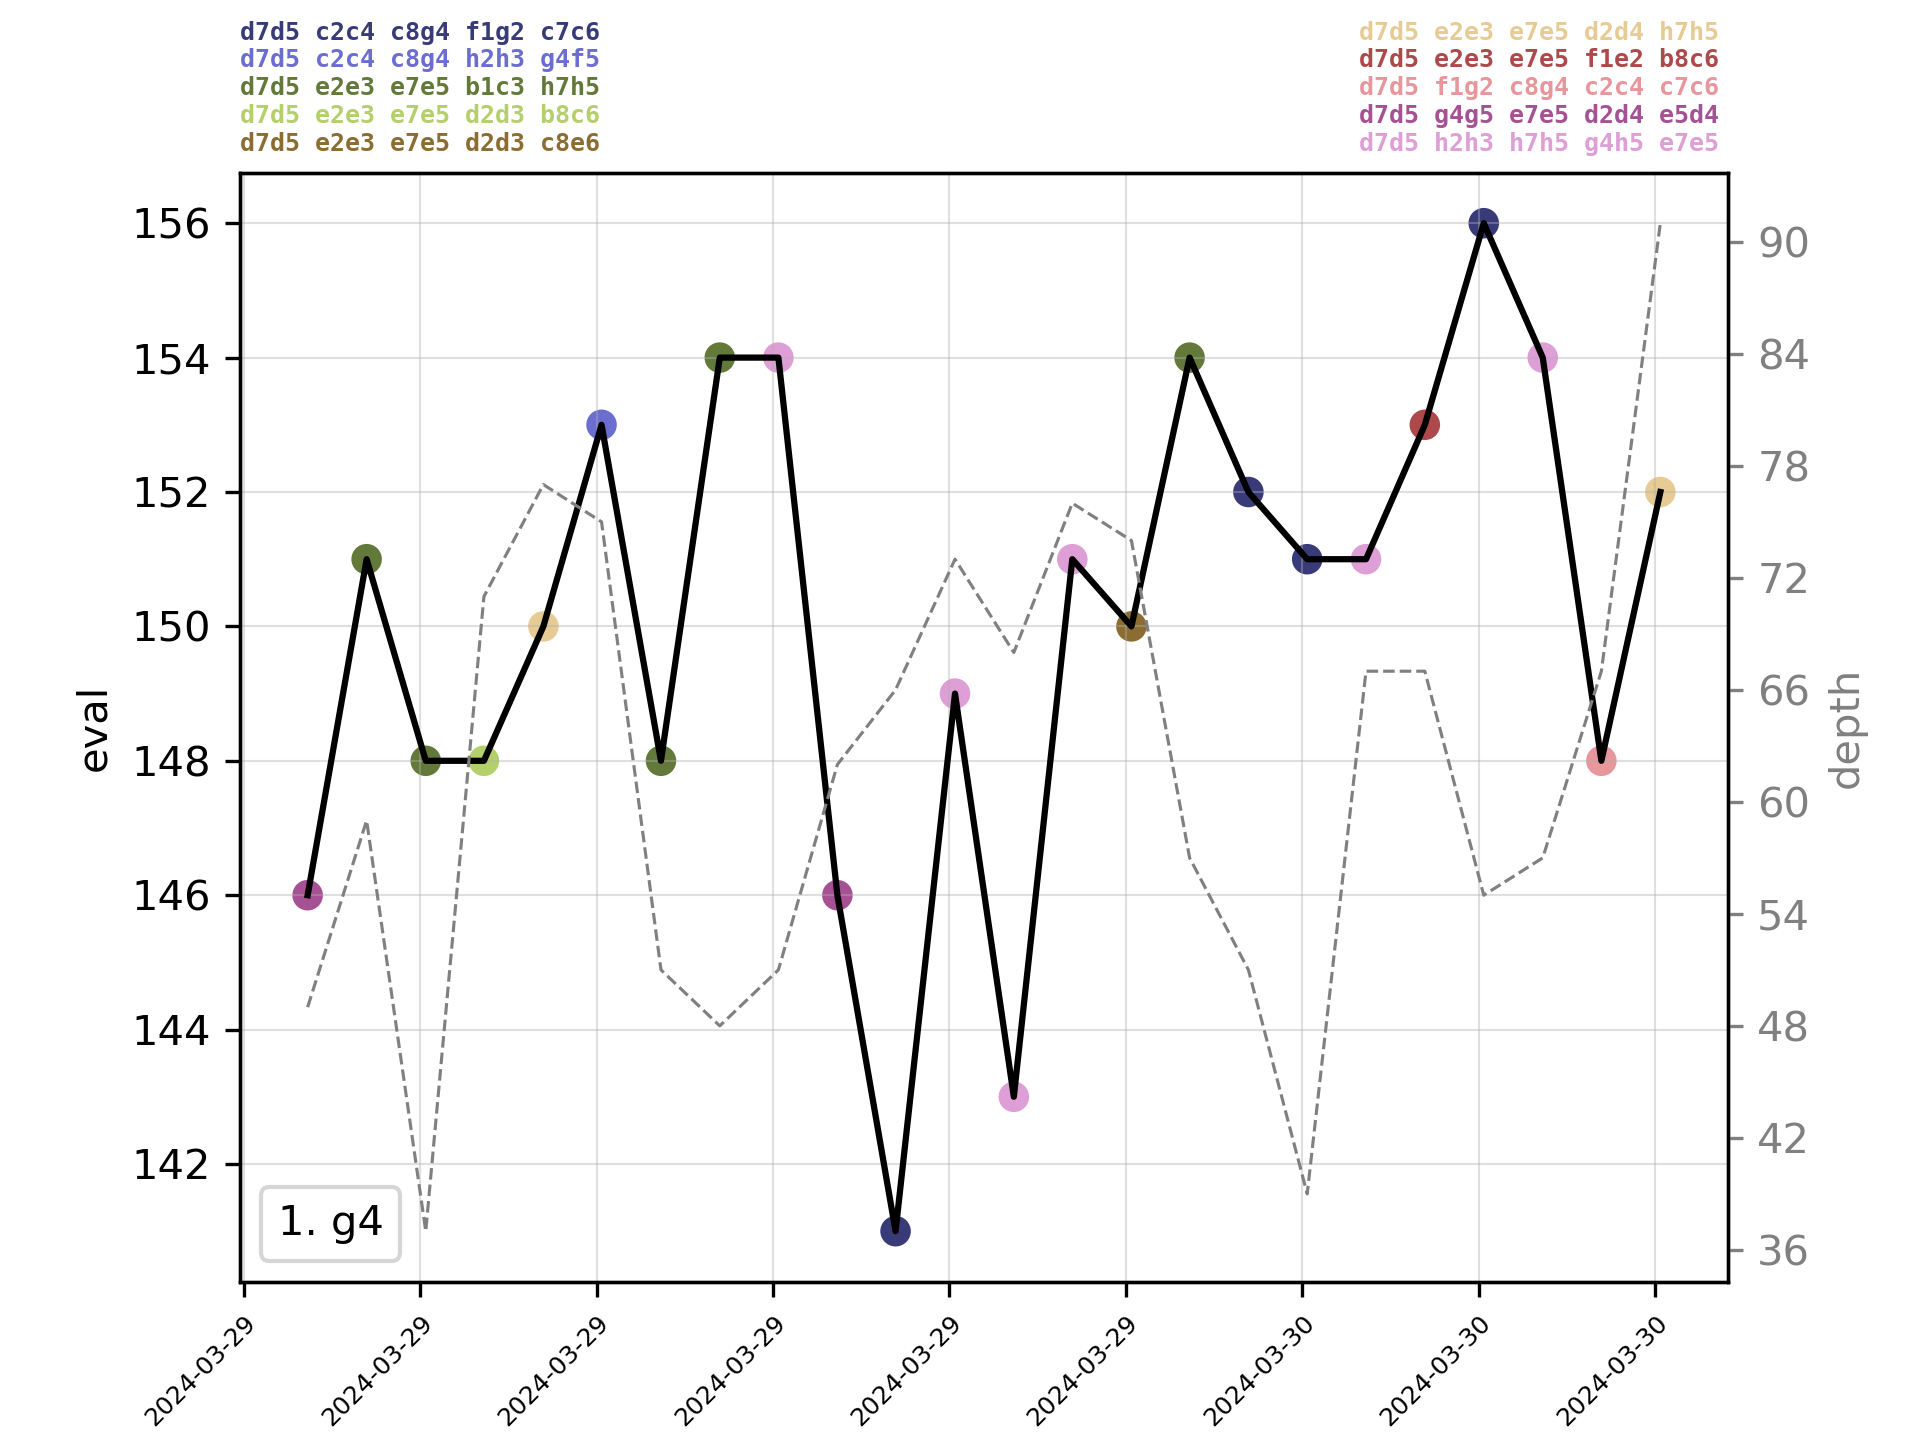 d7d5 c2c4 c8g4 f1g2 c7c6
d7d5 c2c4 c8g4 h2h3 g4f5
d7d5 e2e3 e7e5 b1c3 h7h5
d7d5 e2e3 e7e5 d2d3 b8c6
d7d5 e2e3 e7e5 d2d3 c8e6
d7d5 e2e3 e7e5 d2d4 h7h5
d7d5 e2e3 e7e5 f1e2 b8c6
d7d5 f1g2 c8g4 c2c4 c7c6
d7d5 g4g5 e7e5 d2d4 e5d4
d7d5 h2h3 h7h5 g4h5 e7e5
156
154
152
150
148
146
144
142
eval
90
84
78
72
66
60
54
48
42
36
depth
1. g4
2024-03-29
2024-03-29
2024-03-29
2024-03-29
2024-03-29
2024-03-29
2024-03-30
2024-03-30
2024-03-30